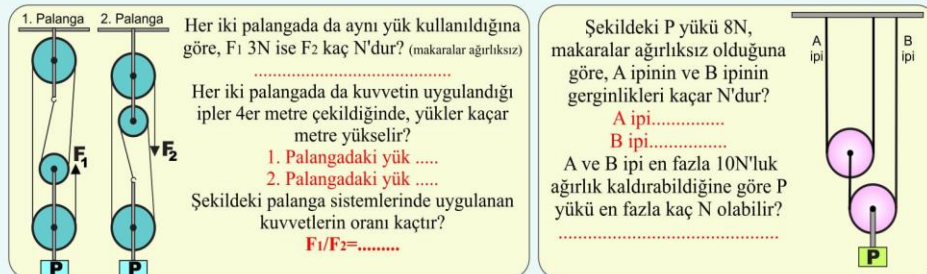 1. Palanga 2. Palanga
F1
F2
P
P
Her iki palangada da aynı yük kullanıldığına
göre, F1 3N ise F2 kaç N'dur? (makaralar ağırlıksız)
..........................................
Her iki palangada da kuvvetin uygulandığı
ipler 4er metre çekildiğinde, yükler kaçar
metre yükselir?
1. Palangadaki yük .....
2. Palangadaki yük .....
Şekildeki palanga sistemlerinde uygulanan
kuvvetlerin oranı kaçtır?
F1/F2=.........
Şekildeki P yükü 8N,
makaralar ağırlıksız olduğuna
göre, A ipinin ve B ipinin
gerginlikleri kaçar N'dur?
A ipi...............
B ipi...............
A ve B ipi en fazla 10N'luk
ağırlık kaldırabildiğine göre P
yükü en fazla kaç N olabilir?
..........................................
A
ipi
B
ipi
P